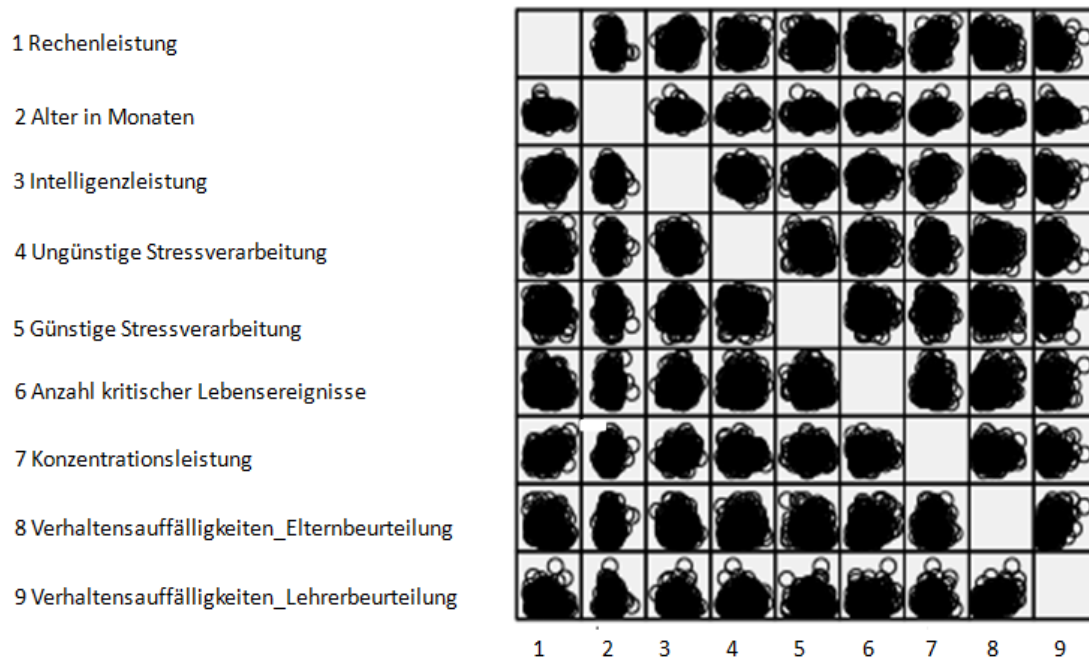 1 Rechenleistung
2 Alter in Monaten
3 Intelligenzleistung
4 Ungünstige Stressverarbeitung
5 Günstige Stressverarbeitung
6 Anzahl kritischer Lebensereignisse
7 Konzentrationsleistung
8 Verhaltensauffälligkeiten_Elternbeurteilung
9 Verhaltensauffälligkeiten_Lehrerbeurteilung
1 2 3 4 5 6 7 8 9